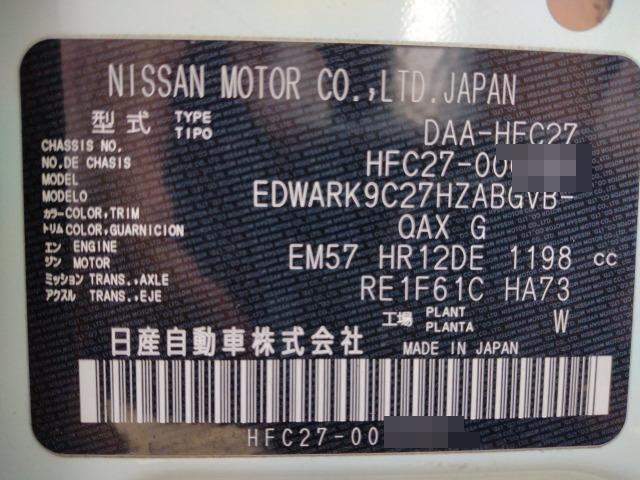 NISSAN MOTOR CO.,LTD.JAPAN
型式 TYPE TIPO DAA-HFC27
CHASSIS NO.
NO.DE CHASIS HFC27-00
MODEL
MODELO EDWARK9C27HZABGVB-
カラー COLOR,TRIM
トリム COLOR,GUARNICION QAX G
エン ENGINE
ジン MOTOR EM57 HR12DE 1198 cc
ミッション TRANS.,AXLE
アクスル TRANS.,EJE RE1F61C HA73
工場 PLANT PLANTA W
日産自動車株式会社 MADE IN JAPAN
HFC27-00